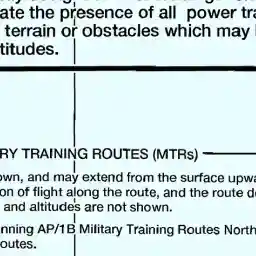 ate the presence of all power tra
terrain or obstacles which may
titudes.
RY TRAINING ROUTES (MTRs)
own, and may extend from the surface upwa
on of flight along the route, and the route d
and altitudes are not shown.
nning AP/1B Military Training Routes North
outes.